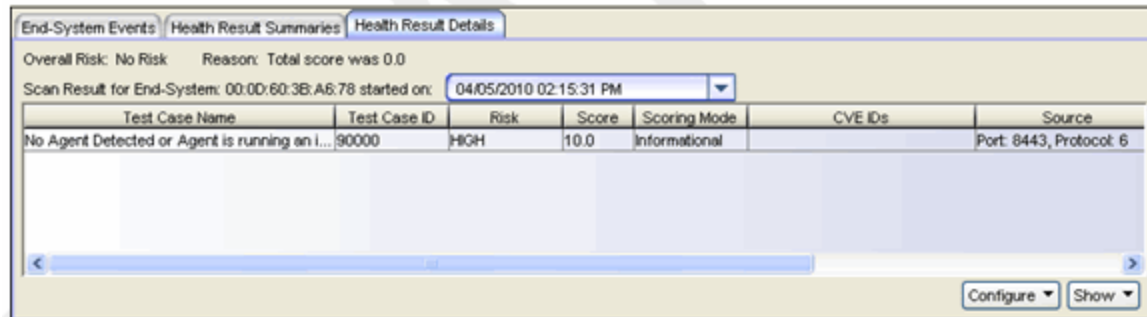 End-System Events Health Result Summaries Health Result Details
Overall Risk: No Risk Reason: Total score was 0.0
Scan Result for End-System: 00:0D:60:3B:A6:78 started on: 04/05/2010 02:15:31 PM
Test Case Name Test Case ID Risk Score Scoring Mode CVE IDs Source
No Agent Detected or Agent is running an i... 90000 HIGH 10.0 Informational Port: 8443, Protocol: 6
Configure Show